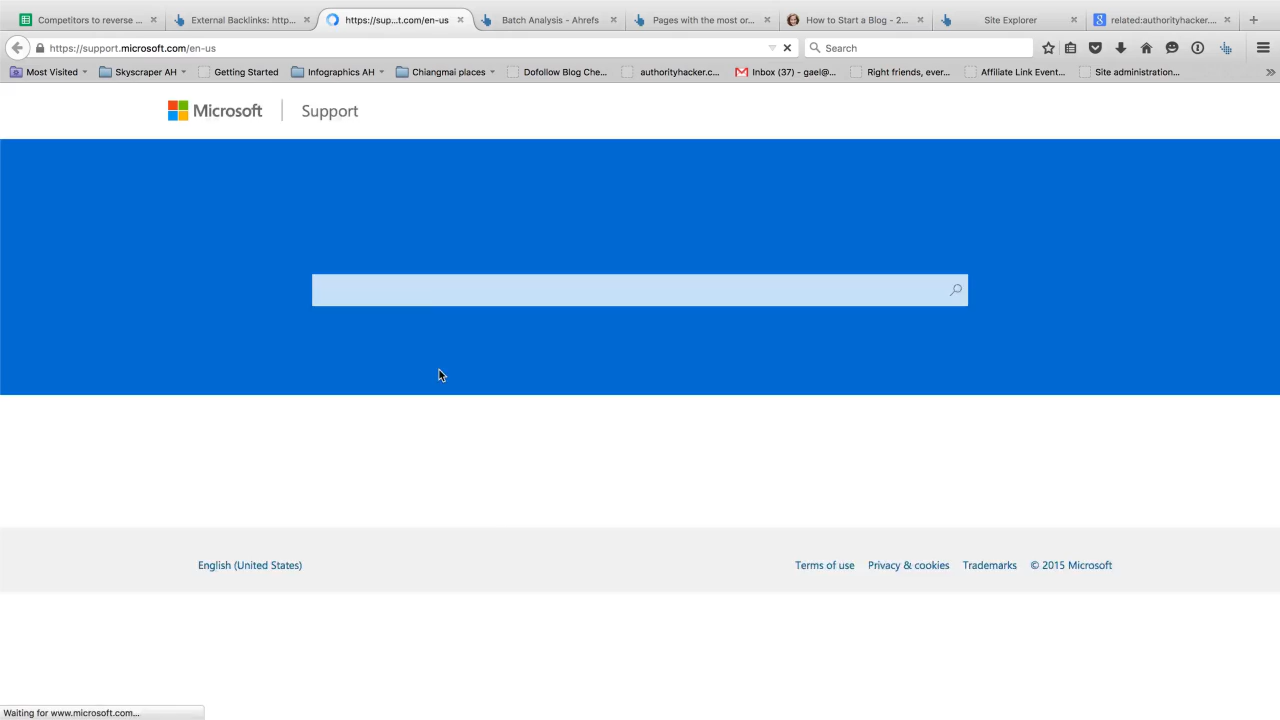 Competitors to reverse ...
External Backlinks: http...
https://sup...t.com/en-us
Batch Analysis - Ahrefs
Pages with the most or...
How to Start a Blog - 2...
Site Explorer
related:authorityhacker....
https://support.microsoft.com/en-us
Search
Most Visited
Skyscraper AH
Getting Started
Infographics AH
Chiangmai places
Dofollow Blog Che...
authorityhacker.c...
Inbox (37) - gael@...
Right friends, ever...
Affiliate Link Event...
Site administration...
Microsoft
Support
English (United States)
Terms of use
Privacy & cookies
Trademarks
© 2015 Microsoft
Waiting for www.microsoft.com...